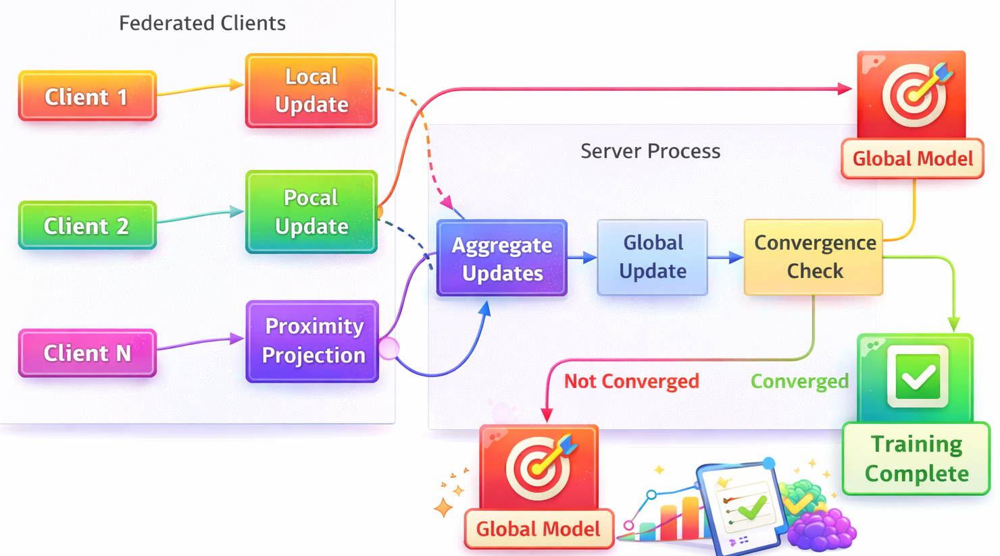 Federated Clients
Client 1
Local
Update
Client 2
Pocal
Update
Client N
Proximity
Projection
Server Process
Aggregate
Updates
Global
Update
Convergence
Check
Global Model
Not Converged
Converged
Global Model
Training
Complete